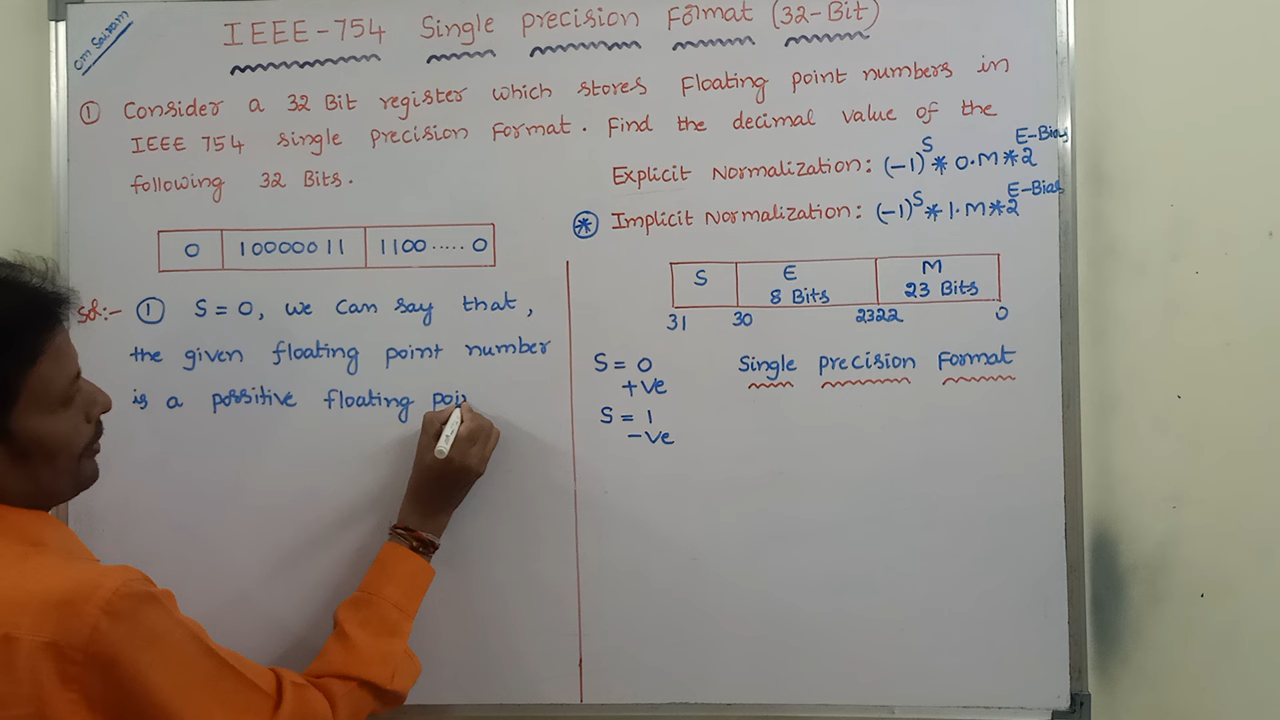 Om Sairam
IEEE-754 Single precision Format (32-Bit)
① Consider a 32 Bit register which stores Floating point numbers in
IEEE 754 single precision Format. Find the decimal value of the
following 32 Bits.
Explicit Normalization: (-1)^S * 0.M * 2^E-Bias
⊛ Implicit Normalization: (-1)^S * 1.M * 2^E-Bias
0 10000011 1100.....0
S E M
8 Bits 23 Bits
31 30 23 22 0
Single precision Format
S = 0
+ve
S = 1
-ve
Sol:- ① S = 0, we can say that,
the given floating point number
is a possitive floating poi